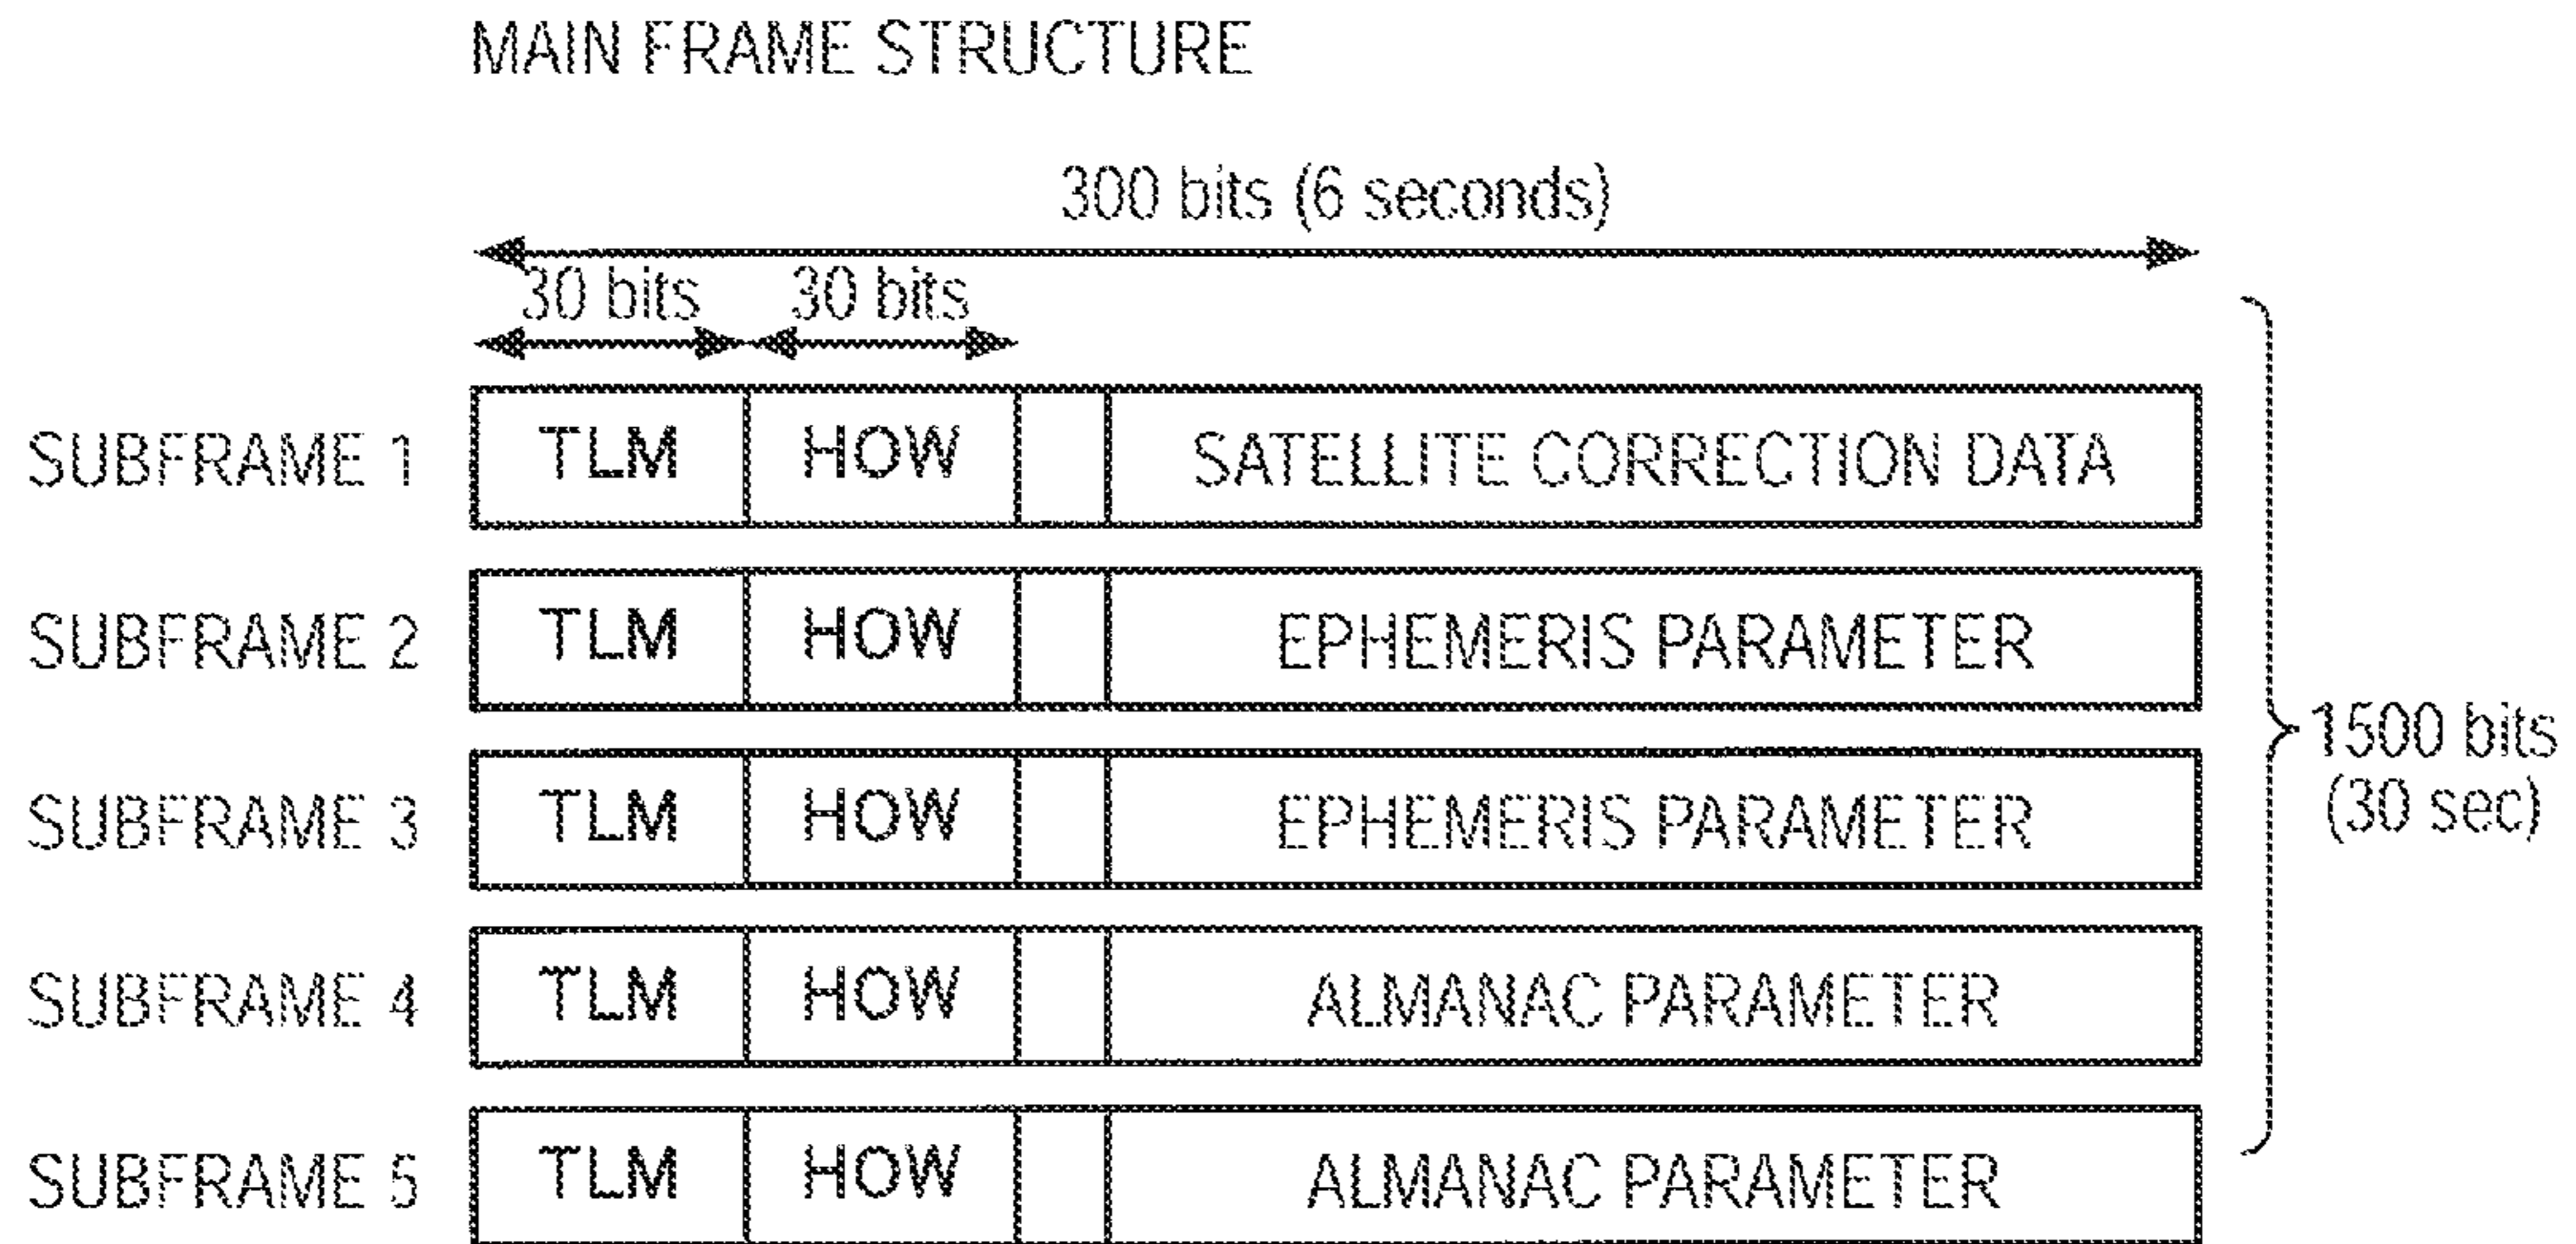 MAIN FRAME STRUCTURE
300 bits (6 seconds)
30 bits 30 bits
SUBFRAME 1 TLM HOW SATELLITE CORRECTION DATA
SUBFRAME 2 TLM HOW EPHEMERIS PARAMETER
SUBFRAME 3 TLM HOW EPHEMERIS PARAMETER
SUBFRAME 4 TLM HOW ALMANAC PARAMETER
SUBFRAME 5 TLM HOW ALMANAC PARAMETER
1500 bits
(30 sec)